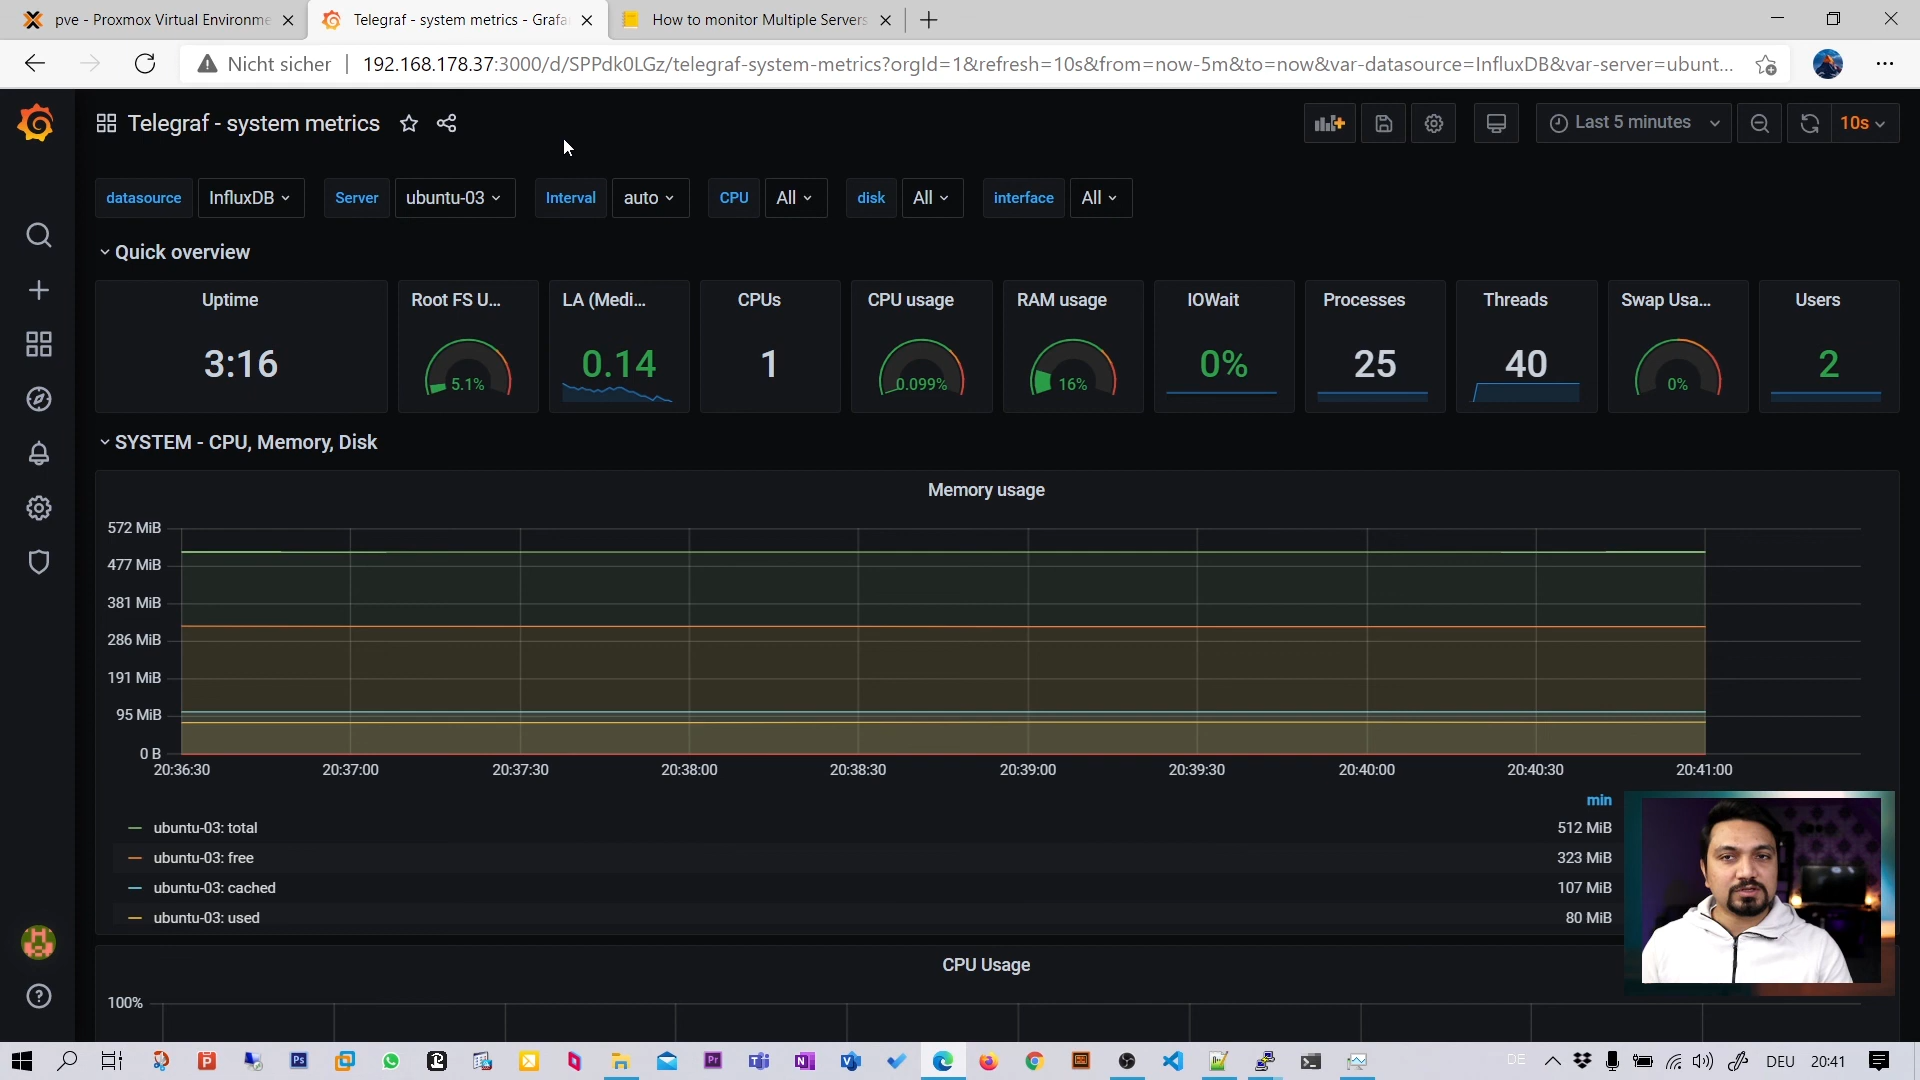 pve - Proxmox Virtual Environme
Telegraf - system metrics - Grafa
How to monitor Multiple Servers
Nicht sicher
192.168.178.37:3000/d/SPPdk0LGz/telegraf-system-metrics?orgId=1&refresh=10s&from=now-5m&to=now&var-datasource=InfluxDB&var-server=ubunt...
Telegraf - system metrics
Last 5 minutes
10s
datasource InfluxDB Server ubuntu-03 Interval auto CPU All disk All interface All
Quick overview
Uptime Root FS U... LA (Medi... CPUs CPU usage RAM usage IOWait Processes Threads Swap Usa... Users
3:16 5.1% 0.14 1 0.099% 16% 0% 25 40 0% 2
SYSTEM - CPU, Memory, Disk
Memory usage
572 MiB
477 MiB
381 MiB
286 MiB
191 MiB
95 MiB
0 B
20:36:30 20:37:00 20:37:30 20:38:00 20:38:30 20:39:00 20:39:30 20:40:00 20:40:30 20:41:00
min
ubuntu-03: total 512 MiB
ubuntu-03: free 323 MiB
ubuntu-03: cached 107 MiB
ubuntu-03: used 80 MiB
CPU Usage
100%
DE
DEU 20:41